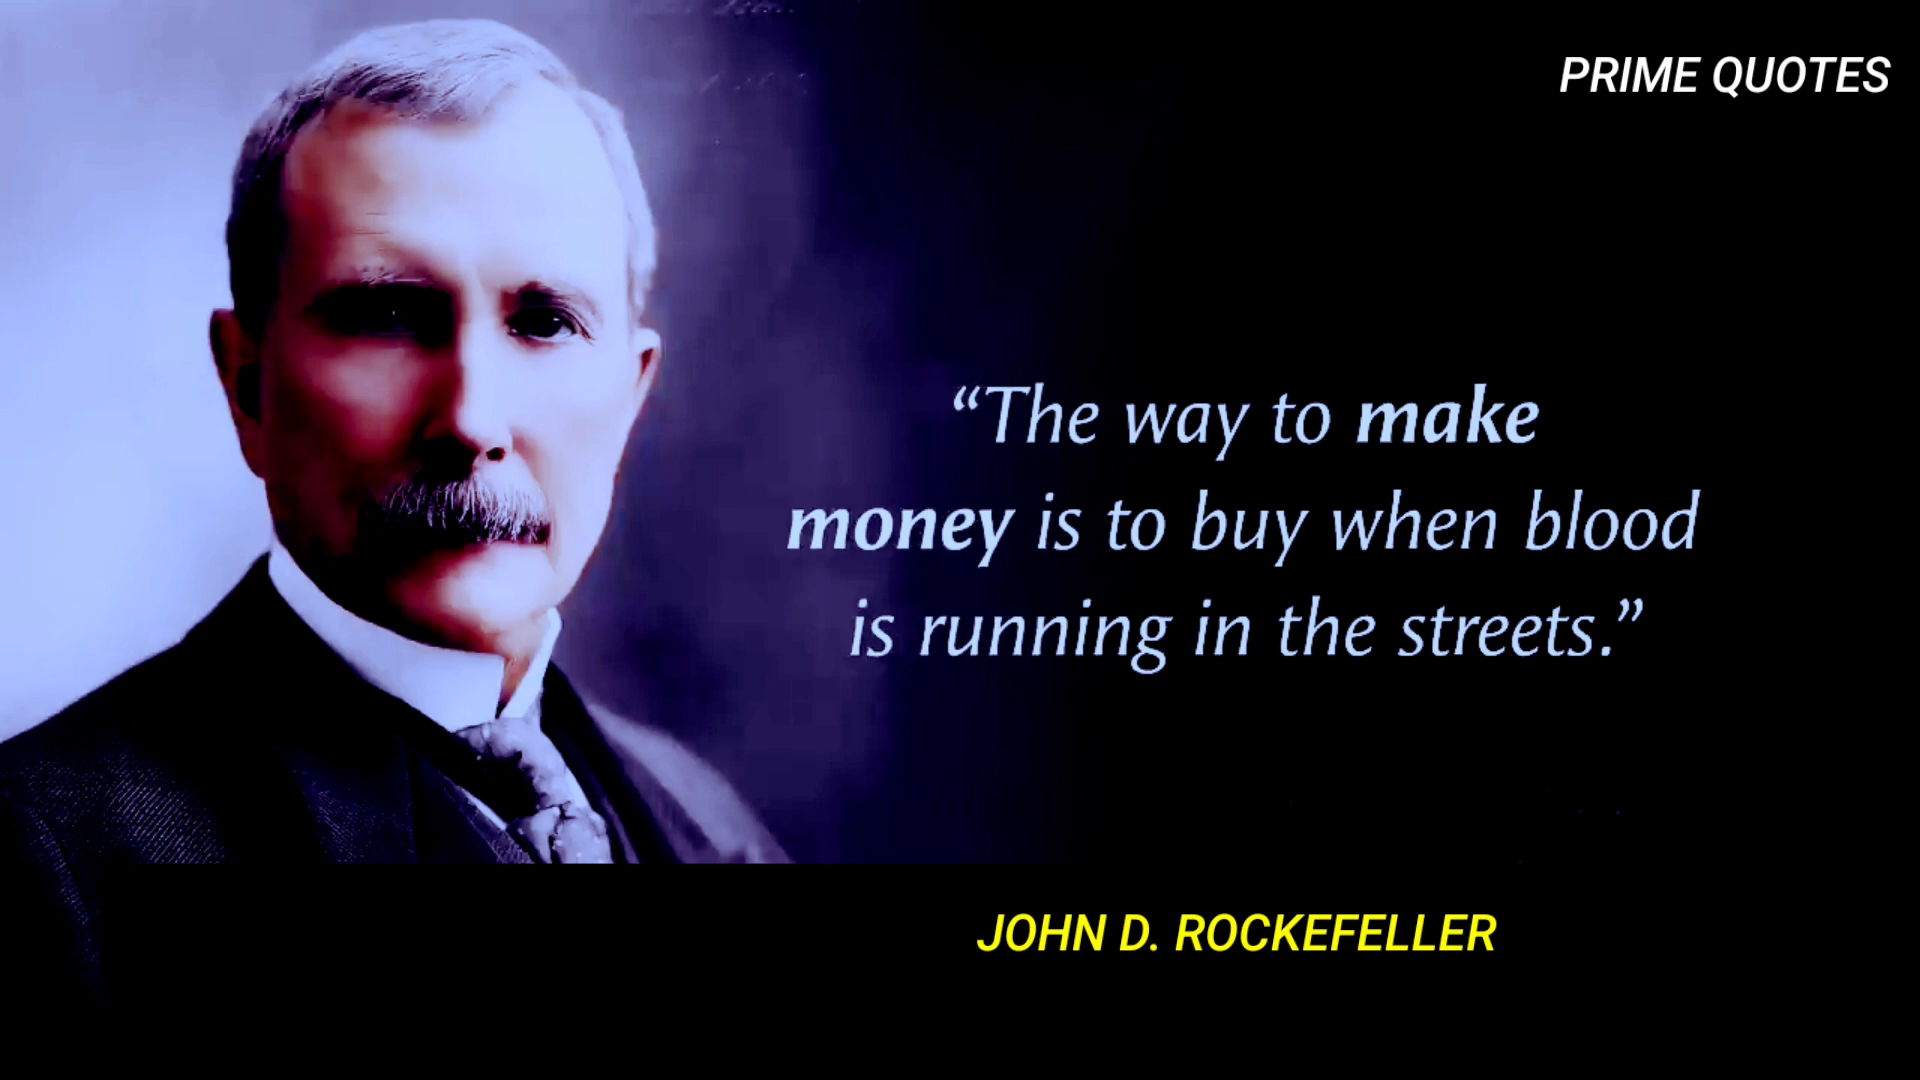 PRIME QUOTES
“The way to make
money is to buy when blood
is running in the streets.”
JOHN D. ROCKEFELLER